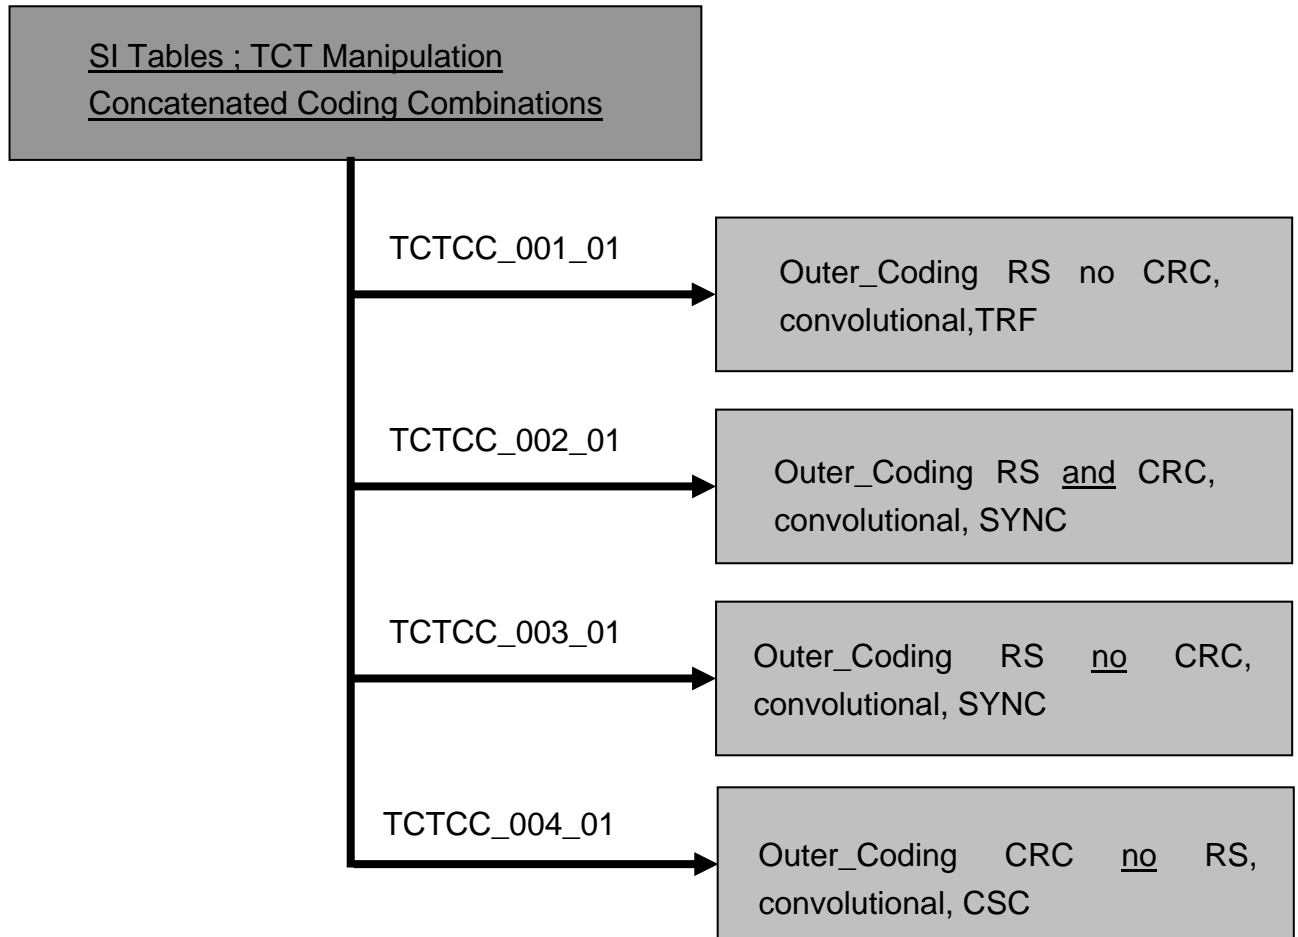 SI Tables ; TCT Manipulation
Concatenated Coding Combinations
TCTCC_001_01
Outer_Coding RS no CRC,
convolutional,TRF
TCTCC_002_01
Outer_Coding RS and CRC,
convolutional, SYNC
TCTCC_003_01
Outer_Coding RS no CRC,
convolutional, SYNC
TCTCC_004_01
Outer_Coding CRC no RS,
convolutional, CSC